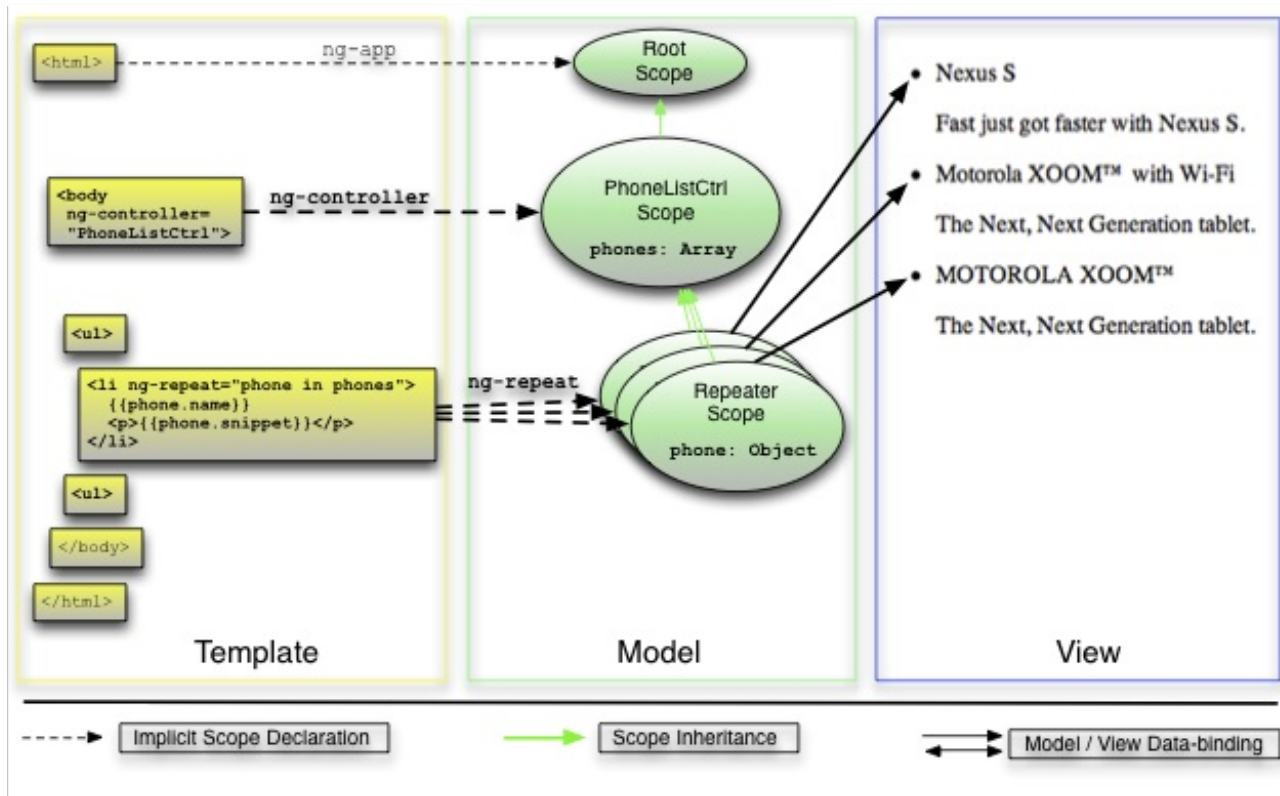 <html>
ng-app
Root
Scope
<body
ng-controller=
"PhoneListCtrl">
ng-controller
PhoneListCtrl
Scope
phones: Array
<ul>
<li ng-repeat="phone in phones">
{{phone.name}}
<p>{{phone.snippet}}</p>
</li>
ng-repeat
Repeater
Scope
phone: Object
<ul>
</body>
</html>
Template
Model
• Nexus S
Fast just got faster with Nexus S.
• Motorola XOOM™ with Wi-Fi
The Next, Next Generation tablet.
• MOTOROLA XOOM™
The Next, Next Generation tablet.
View
Implicit Scope Declaration
Scope Inheritance
Model / View Data-binding